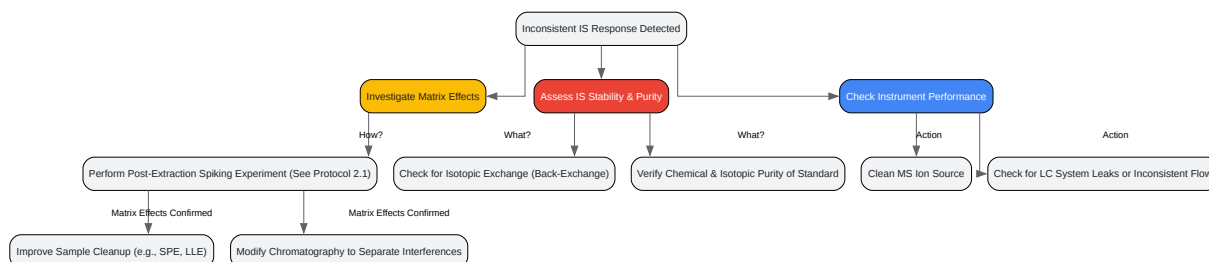 Inconsistent IS Response Detected
Investigate Matrix Effects
Assess IS Stability & Purity
Check Instrument Performance
How?
What?
What?
Action
Action
Perform Post-Extraction Spiking Experiment (See Protocol 2.1)
Check for Isotopic Exchange (Back-Exchange)
Verify Chemical & Isotopic Purity of Standard
Clean MS Ion Source
Check for LC System Leaks or Inconsistent Flow
Matrix Effects Confirmed
Matrix Effects Confirmed
Improve Sample Cleanup (e.g., SPE, LLE)
Modify Chromatography to Separate Interferences